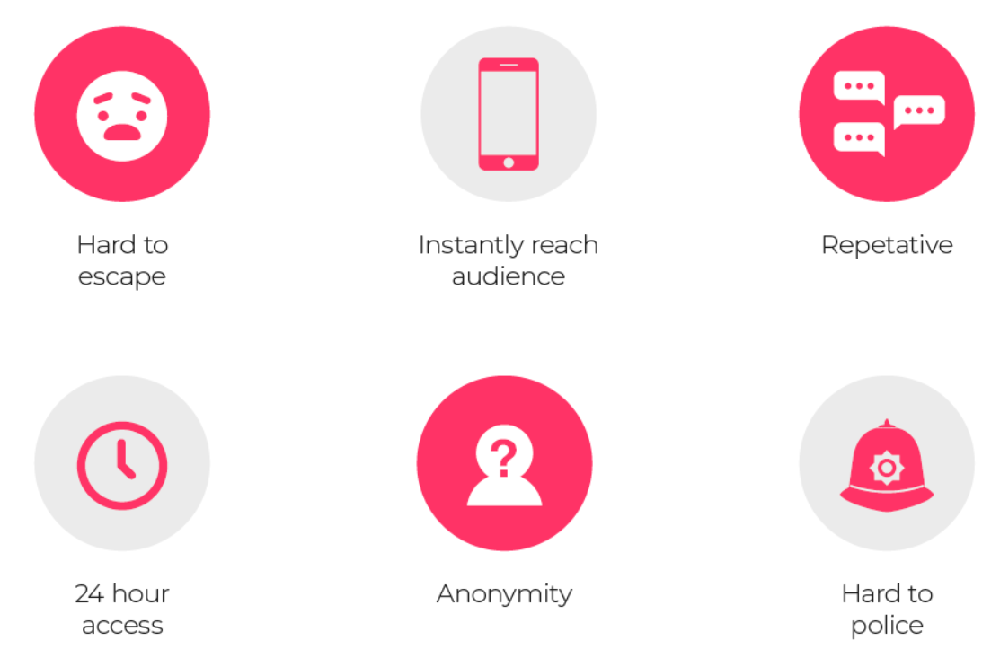 Hard to
escape
Instantly reach
audience
Repetative
?
24 hour
access
Anonymity
Hard to
police